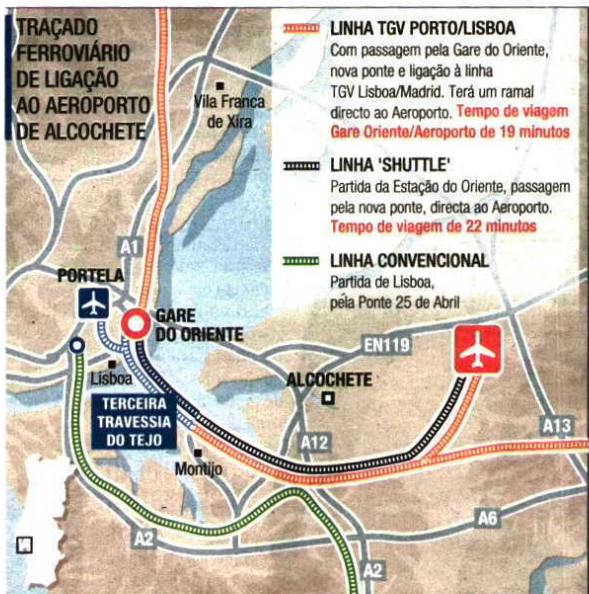 TRAÇADO
FERROVIÁRIO
DE LIGAÇÃO
AO AEROPORTO
DE ALCOCHETE
LINHA TGV PORTO/LISBOA
Com passagem pela Gare do Oriente,
nova ponte e ligação à linha
TGV Lisboa/Madrid. Terá um ramal
directo ao Aeroporto. Tempo de viagem
Gare Oriente/Aeroporto de 19 minutos
LINHA 'SHUTTLE'
Partida da Estação do Oriente, passagem
pela nova ponte, directa ao Aeroporto.
Tempo de viagem de 22 minutos
LINHA CONVENCIONAL
Partida de Lisboa,
pela Ponte 25 de Abril
Vila Franca
de Xira
A1
PORTELA
GARE
DO ORIENTE
EN119
Lisboa
ALCOCHETE
TERCEIRA
TRAVESSIA
DO TEJO
A12
A13
Montijo
A6
A2
A2